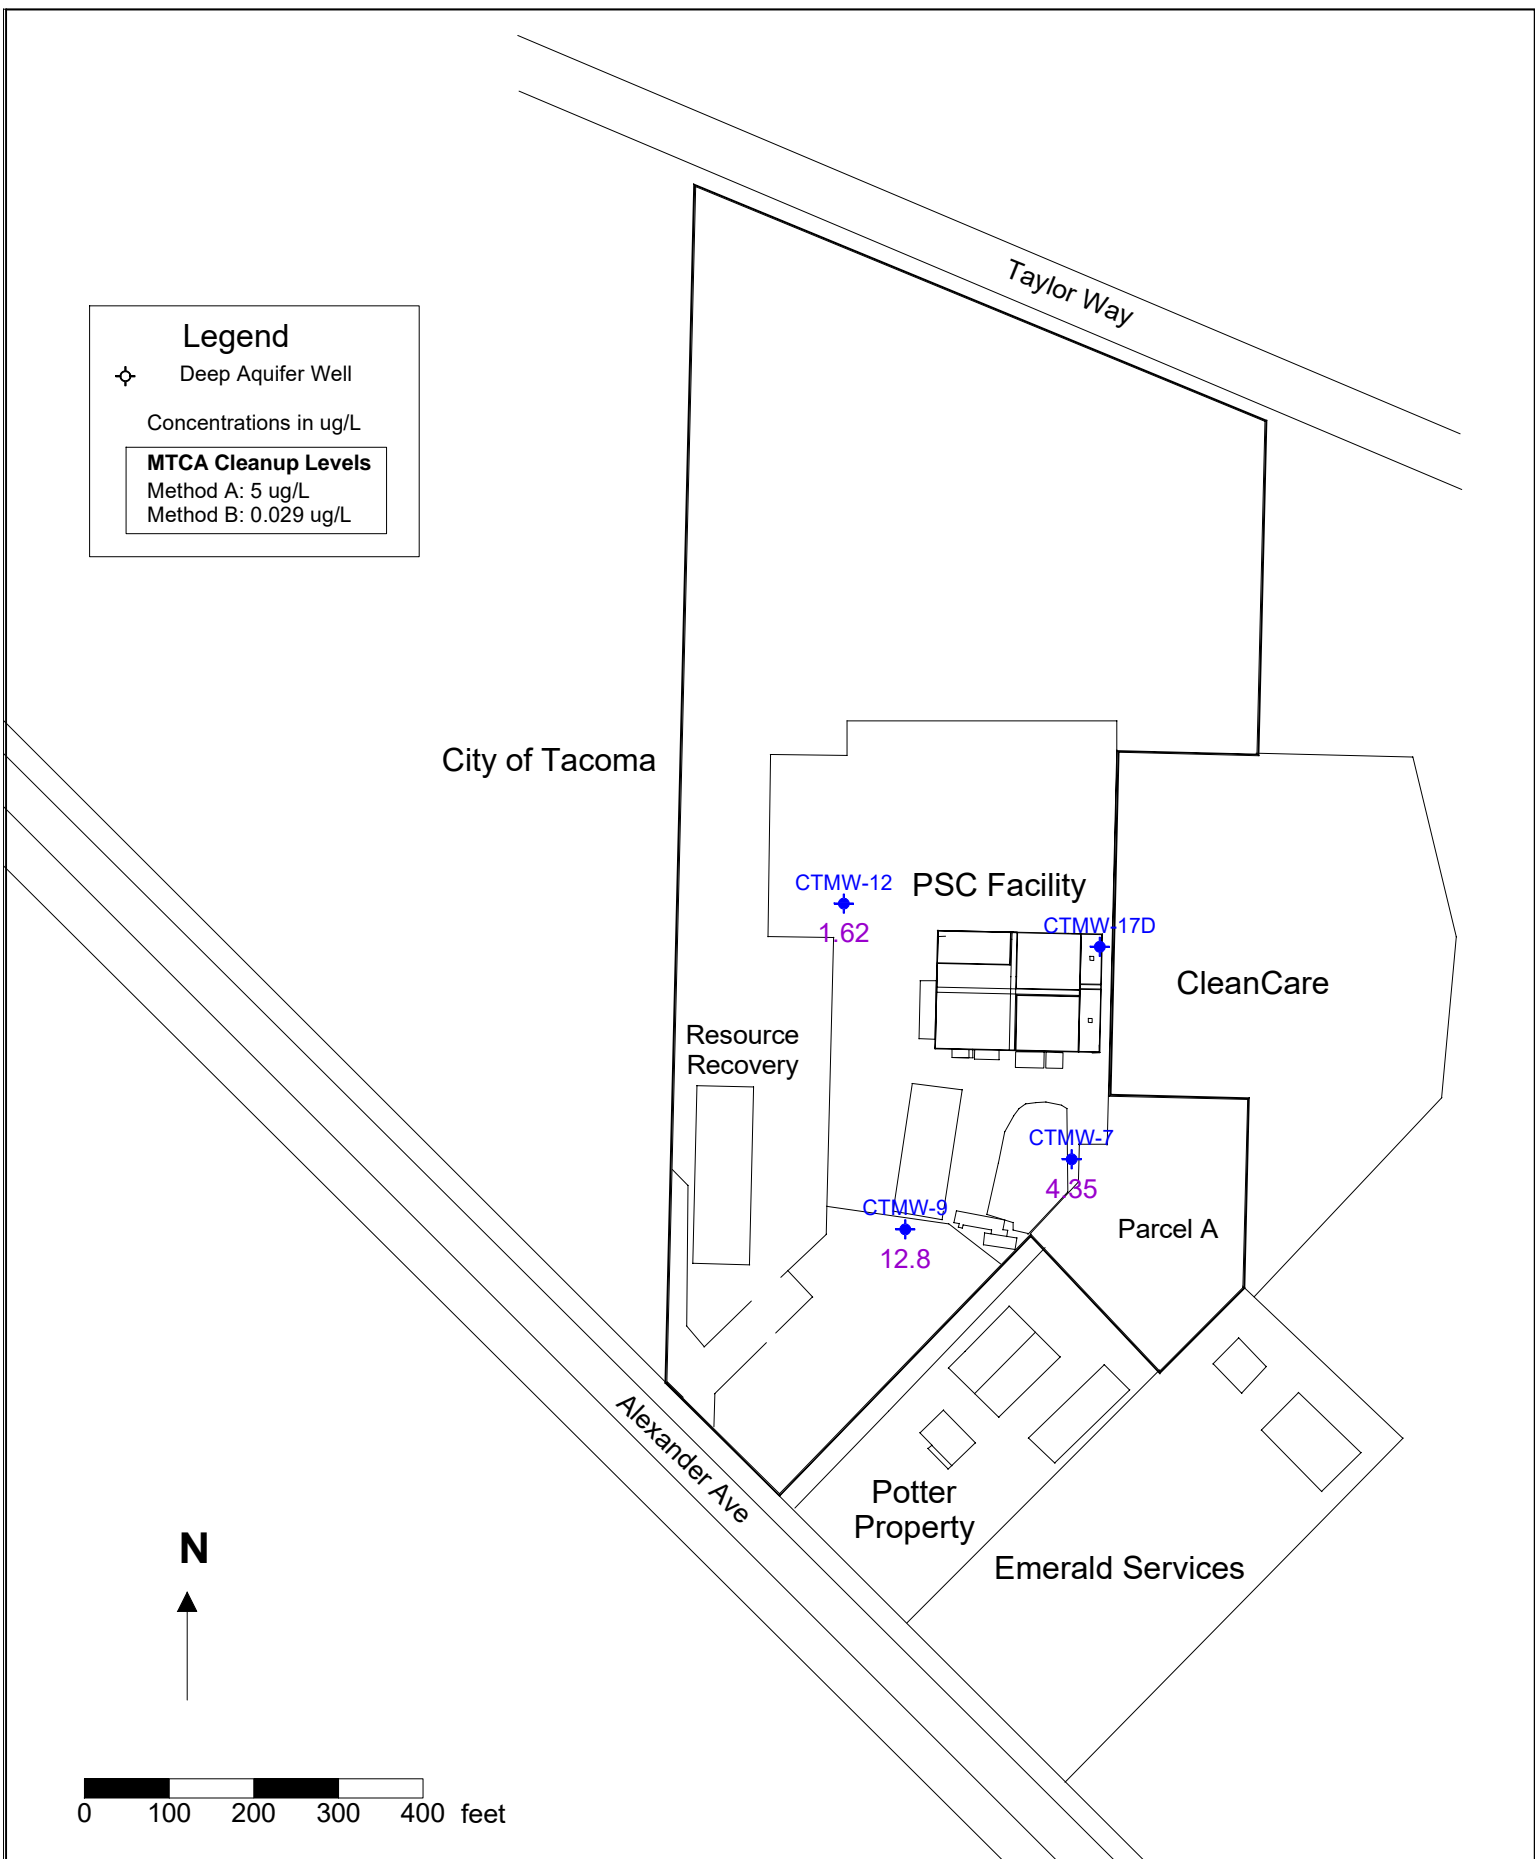 Taylor Way
Legend
Deep Aquifer Well
Concentrations in ug/L
MTCA Cleanup Levels
Method A: 5 ug/L
Method B: 0.029 ug/L
City of Tacoma
CTMW-12
1.62
PSC Facility
CTMW-17D
CleanCare
Resource
Recovery
CTMW-7
4.35
CTMW-9
12.8
Parcel A
Alexander Ave
Potter
Property
Emerald Services
N
0 100 200 300 400 feet